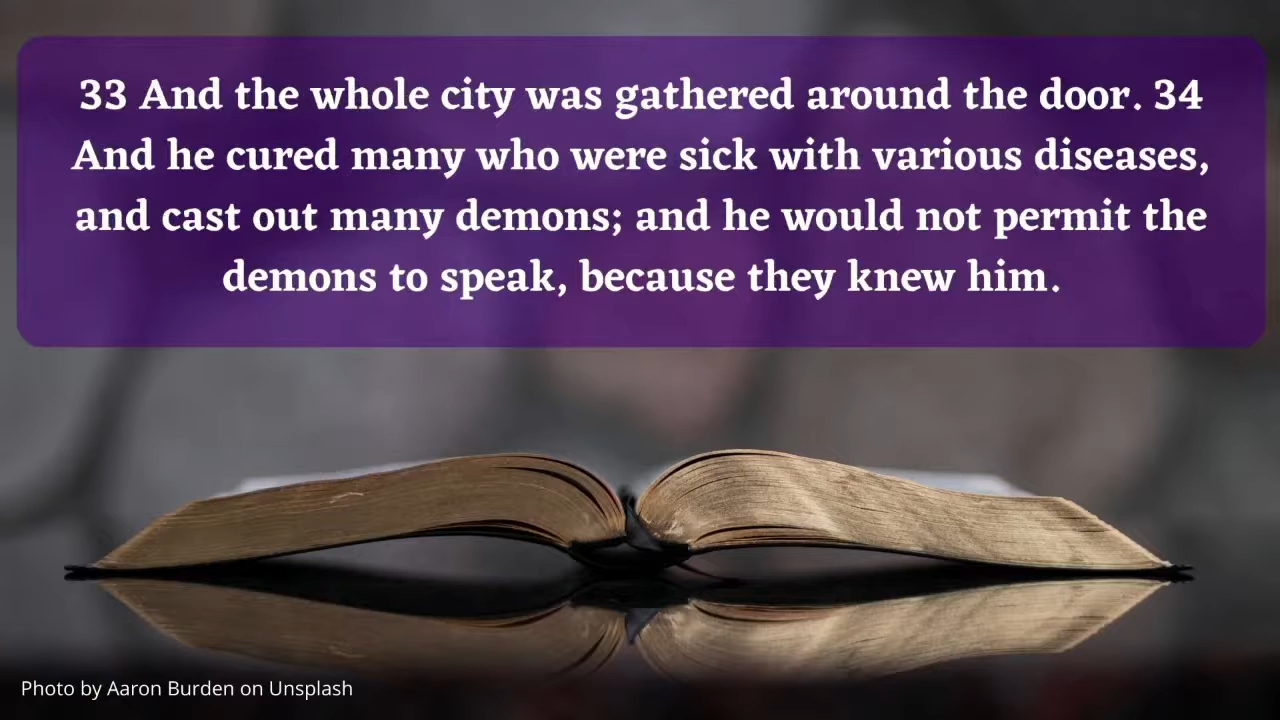 33 And the whole city was gathered around the door. 34
And he cured many who were sick with various diseases,
and cast out many demons; and he would not permit the
demons to speak, because they knew him.
Photo by Aaron Burden on Unsplash